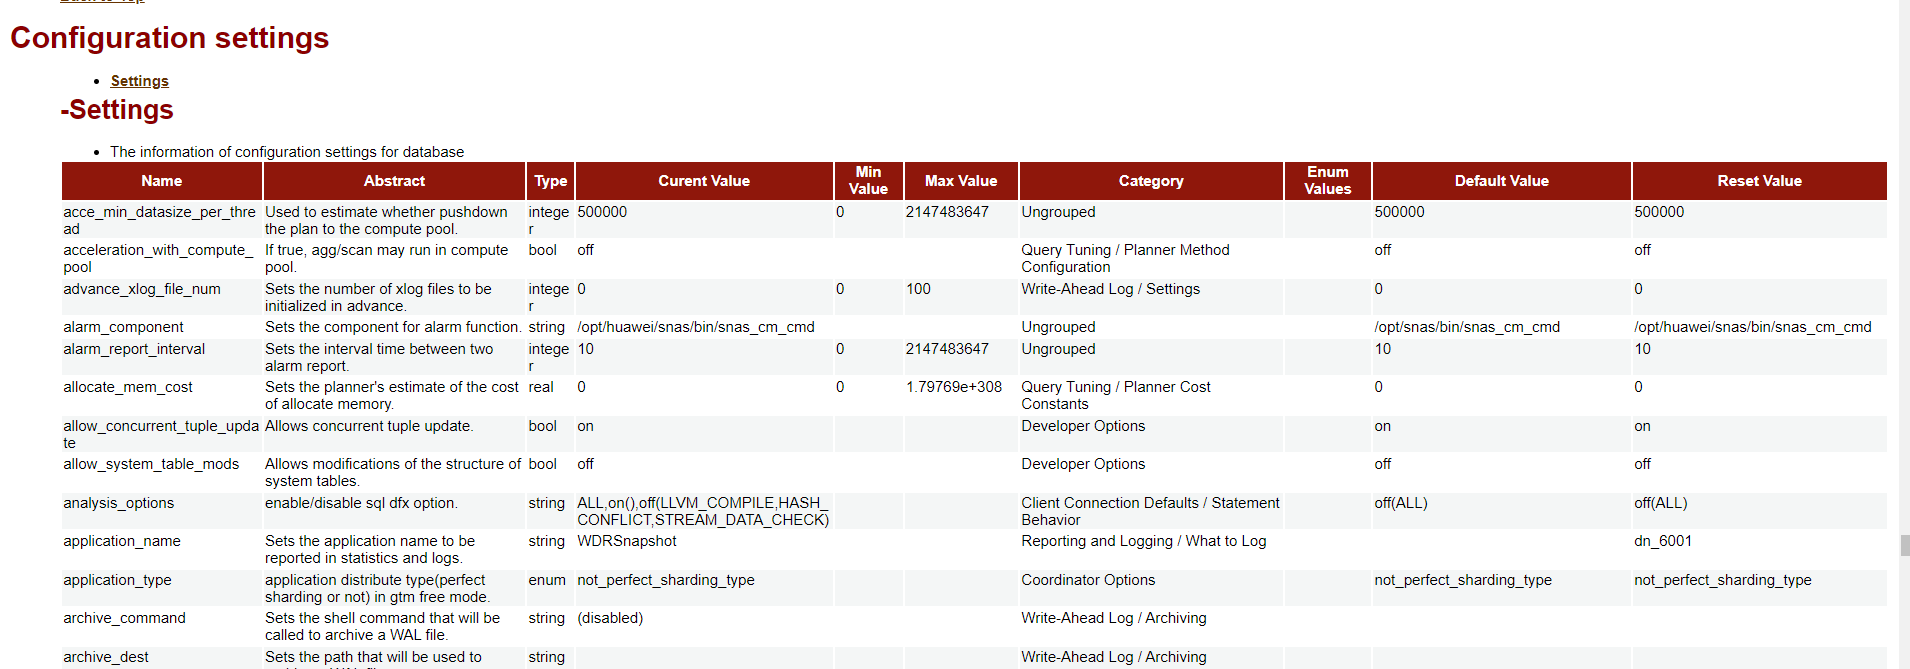 Back to Top
Configuration settings
Settings
-Settings
The information of configuration settings for database
Name Abstract Type Curent Value Min Value Max Value Category Enum Values Default Value Reset Value
acce_min_datasize_per_thread Used to estimate whether pushdown the plan to the compute pool. integer 500000 0 2147483647 Ungrouped 500000 500000
acceleration_with_compute_pool If true, agg/scan may run in compute pool. bool off Query Tuning / Planner Method Configuration off off
advance_xlog_file_num Sets the number of xlog files to be initialized in advance. integer 0 0 100 Write-Ahead Log / Settings 0 0
alarm_component Sets the component for alarm function. string /opt/huawei/snas/bin/snas_cm_cmd Ungrouped /opt/snas/bin/snas_cm_cmd /opt/huawei/snas/bin/snas_cm_cmd
alarm_report_interval Sets the interval time between two alarm report. integer 10 0 2147483647 Ungrouped 10 10
allocate_mem_cost Sets the planner's estimate of the cost of allocate memory. real 0 0 1.79769e+308 Query Tuning / Planner Cost Constants 0 0
allow_concurrent_tuple_update Allows concurrent tuple update. bool on Developer Options on on
allow_system_table_mods Allows modifications of the structure of system tables. bool off Developer Options off off
analysis_options enable/disable sql dfx option. string ALL,on(),off(LLVM_COMPILE,HASH_CONFLICT,STREAM_DATA_CHECK) Client Connection Defaults / Statement Behavior off(ALL) off(ALL)
application_name Sets the application name to be reported in statistics and logs. string WDRSnapshot Reporting and Logging / What to Log dn_6001
application_type application distribute type(perfect sharding or not) in gtm free mode. enum not_perfect_sharding_type Coordinator Options not_perfect_sharding_type not_perfect_sharding_type
archive_command Sets the shell command that will be called to archive a WAL file. string (disabled) Write-Ahead Log / Archiving
archive_dest Sets the path that will be used to string Write-Ahead Log / Archiving